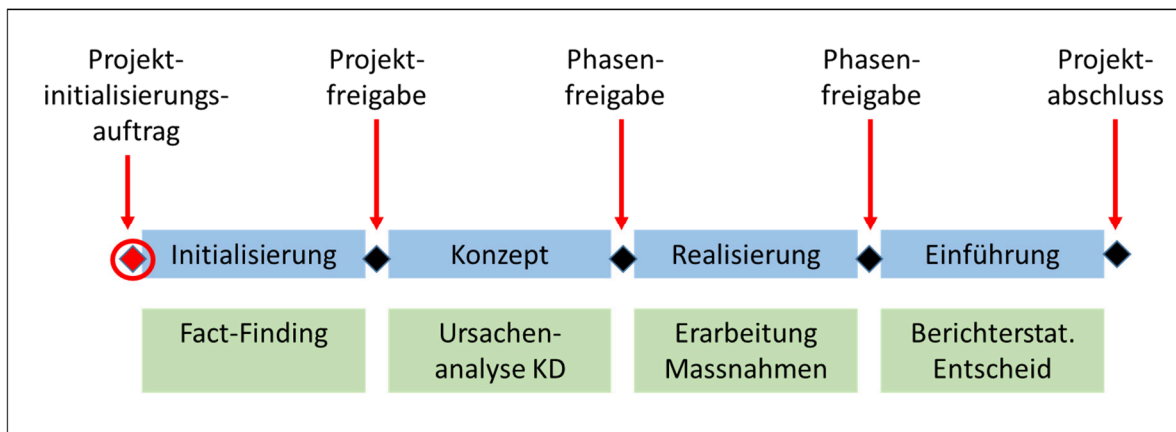 Projekt-
initialisierungs-
auftrag
Projekt-
freigabe
Phasen-
freigabe
Phasen-
freigabe
Projekt-
abschluss
Initialisierung
Konzept
Realisierung
Einführung
Fact-Finding
Ursachen-
analyse KD
Erarbeitung
Massnahmen
Berichterstat.
Entscheid